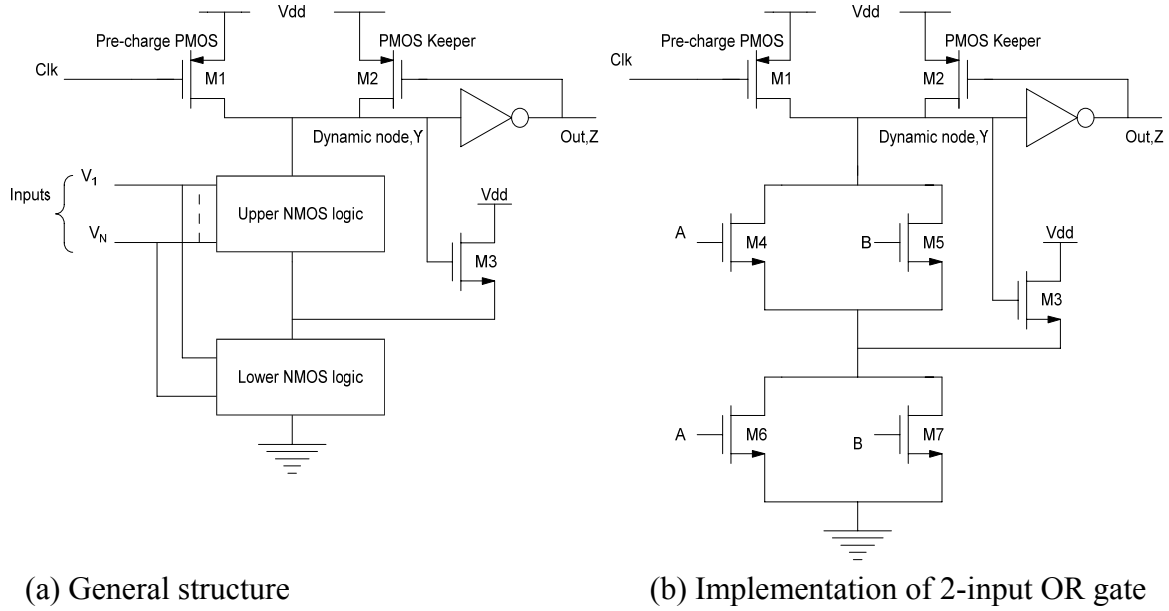 Vdd
Pre-charge PMOS
PMOS Keeper
Clk
M1
M2
Dynamic node,Y
Out,Z
Inputs
V1
VN
Upper NMOS logic
Vdd
M3
Lower NMOS logic
(a) General structure
Vdd
Pre-charge PMOS
PMOS Keeper
Clk
M1
M2
Dynamic node,Y
Out,Z
A
M4
B
M5
Vdd
M3
A
M6
B
M7
(b) Implementation of 2-input OR gate